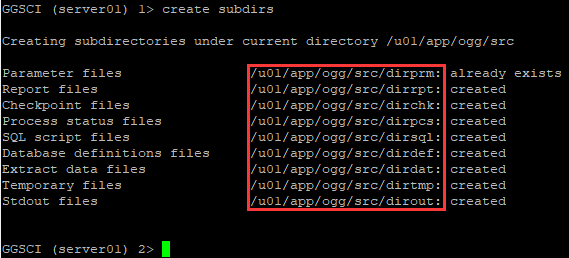 GGSCI (server01) 1> create subdirs
Creating subdirectories under current directory /u01/app/ogg/src
Parameter files /u01/app/ogg/src/dirprm: already exists
Report files /u01/app/ogg/src/dirrpt: created
Checkpoint files /u01/app/ogg/src/dirchk: created
Process status files /u01/app/ogg/src/dirpcs: created
SQL script files /u01/app/ogg/src/dirsql: created
Database definitions files /u01/app/ogg/src/dirdef: created
Extract data files /u01/app/ogg/src/dirdat: created
Temporary files /u01/app/ogg/src/dirtmp: created
Stdout files /u01/app/ogg/src/dirout: created
GGSCI (server01) 2>